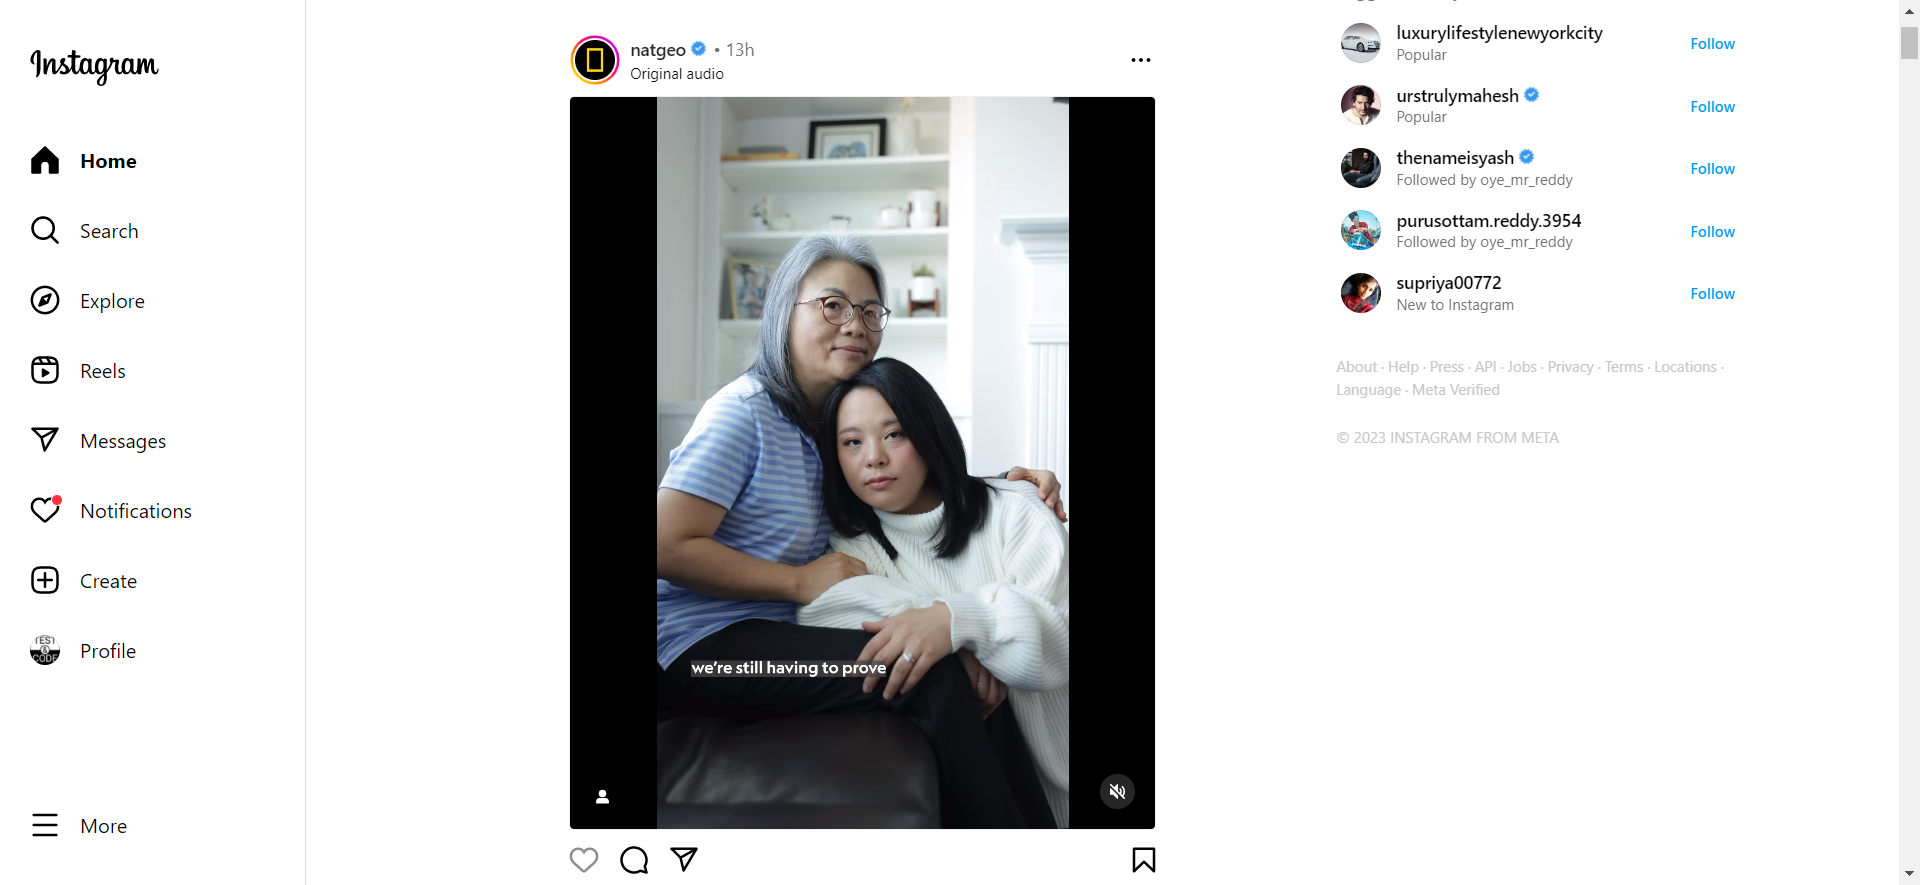 Instagram
Home
Search
Explore
Reels
Messages
Notifications
Create
Profile
More
natgeo • 13h
Original audio
we're still having to prove
luxurylifestylenewyorkcity
Popular
Follow
urstrulymahesh
Popular
Follow
thenameisyash
Followed by oye_mr_reddy
Follow
purusottam.reddy.3954
Followed by oye_mr_reddy
Follow
supriya00772
New to Instagram
Follow
About · Help · Press · API · Jobs · Privacy · Terms · Locations ·
Language · Meta Verified
© 2023 INSTAGRAM FROM META